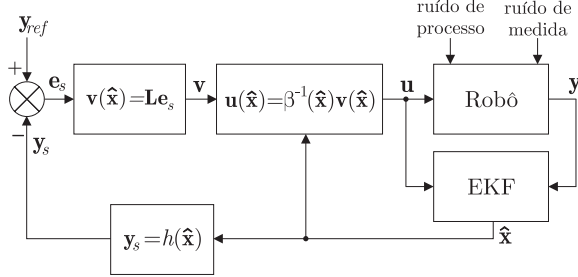 ruído de
processo
ruído de
medida
y_ref
+
e_s
v(x̂)=Le_s
v
u(x̂)=β⁻¹(x̂)v(x̂)
u
Robô
y
−
y_s
EKF
y_s=h(x̂)
x̂